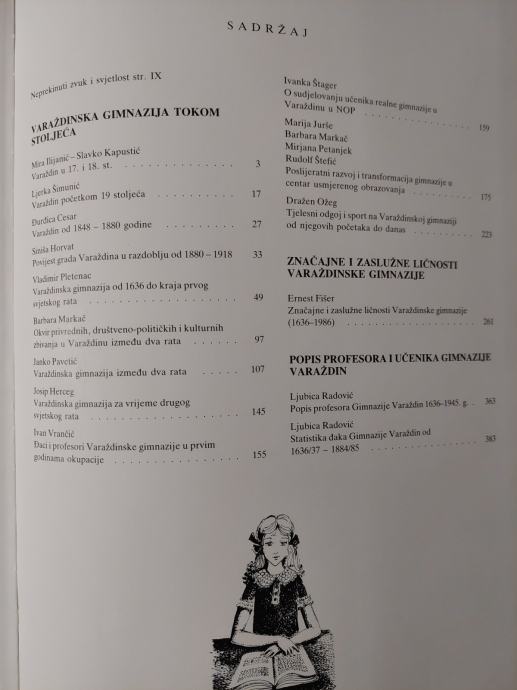 SADRŽAJ
Neprekinuti zvuk i svjetlost str. IX
VARAŽDINSKA GIMNAZIJA TOKOM
STOLJEĆA
Mira Ilijanić – Slavko Kapustić
Varaždin u 17. i 18. st. . . . . . . . . . . . . 3
Ljerka Šimunić
Varaždin početkom 19 stoljeća . . . . . . . . 17
Đurđica Cesar
Varaždin od 1848 – 1880 godine . . . . . . . 27
Siniša Horvat
Povijest grada Varaždina u razdoblju od 1880 – 1918 33
Vladimir Pletenac
Varaždinska gimnazija od 1636 do kraja prvog
svjetskog rata . . . . . . . . . . . . . . . 49
Barbara Markač
Okvir privrednih, društveno-političkih i kulturnih
zbivanja u Varaždinu između dva rata . . . . . . 97
Janko Pavetić
Varaždinska gimnazija između dva rata . . . . . 107
Josip Herceg
Varaždinska gimnazija za vrijeme drugog
svjetskog rata . . . . . . . . . . . . . . . 145
Ivan Vrančić
Đaci i profesori Varaždinske gimnazije u prvim
godinama okupacije . . . . . . . . . . . . . 155
Ivanka Štager
O sudjelovanju učenika realne gimnazije u
Varaždinu u NOP . . . . . . . . . . . . 159
Marija Jurše
Barbara Markač
Mirjana Petanjek
Rudolf Štefić
Poslijeratni razvoj i transformacija gimnazije u
centar usmjerenog obrazovanja . . . . . . . . 175
Dražen Ožeg
Tjelesni odgoj i sport na Varaždinskoj gimnaziji
od njegovih početaka do danas . . . . . . . . 223
ZNAČAJNE I ZASLUŽNE LIČNOSTI
VARAŽDINSKE GIMNAZIJE
Ernest Fišer
Značajne i zaslužne ličnosti Varaždinske gimnazije
(1636–1986) . . . . . . . . . . . . . . 261
POPIS PROFESORA I UČENIKA GIMNAZIJE
VARAŽDIN
Ljubica Radović
Popis profesora Gimnazije Varaždin 1636–1945. g. . . 363
Ljubica Radović
Statistika đaka Gimnazije Varaždin od
1636/37 – 1884/85 . . . . . . . . . . . . 383